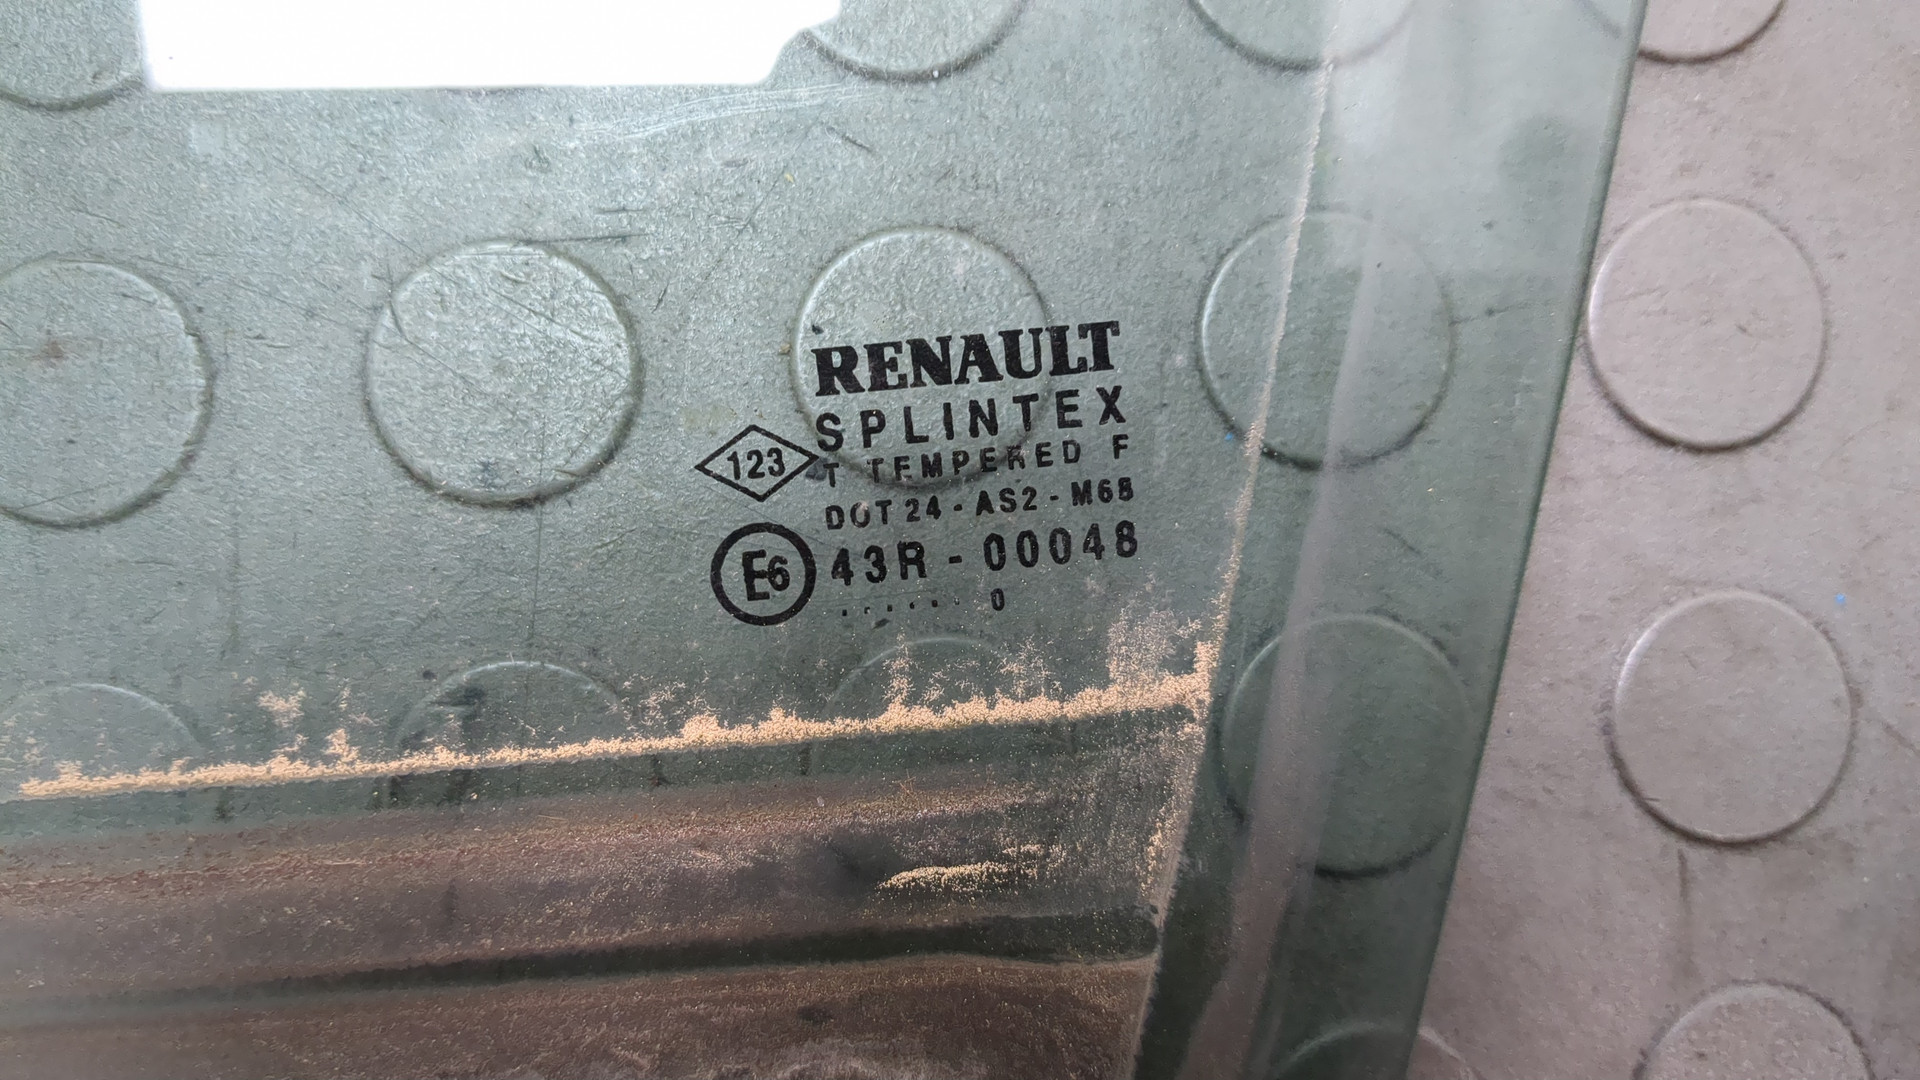 RENAULT
SPLINTEX
123
T TEMPERED F
DOT 24 - AS2 - M68
E6 43R - 00048
. . . . . . . 0